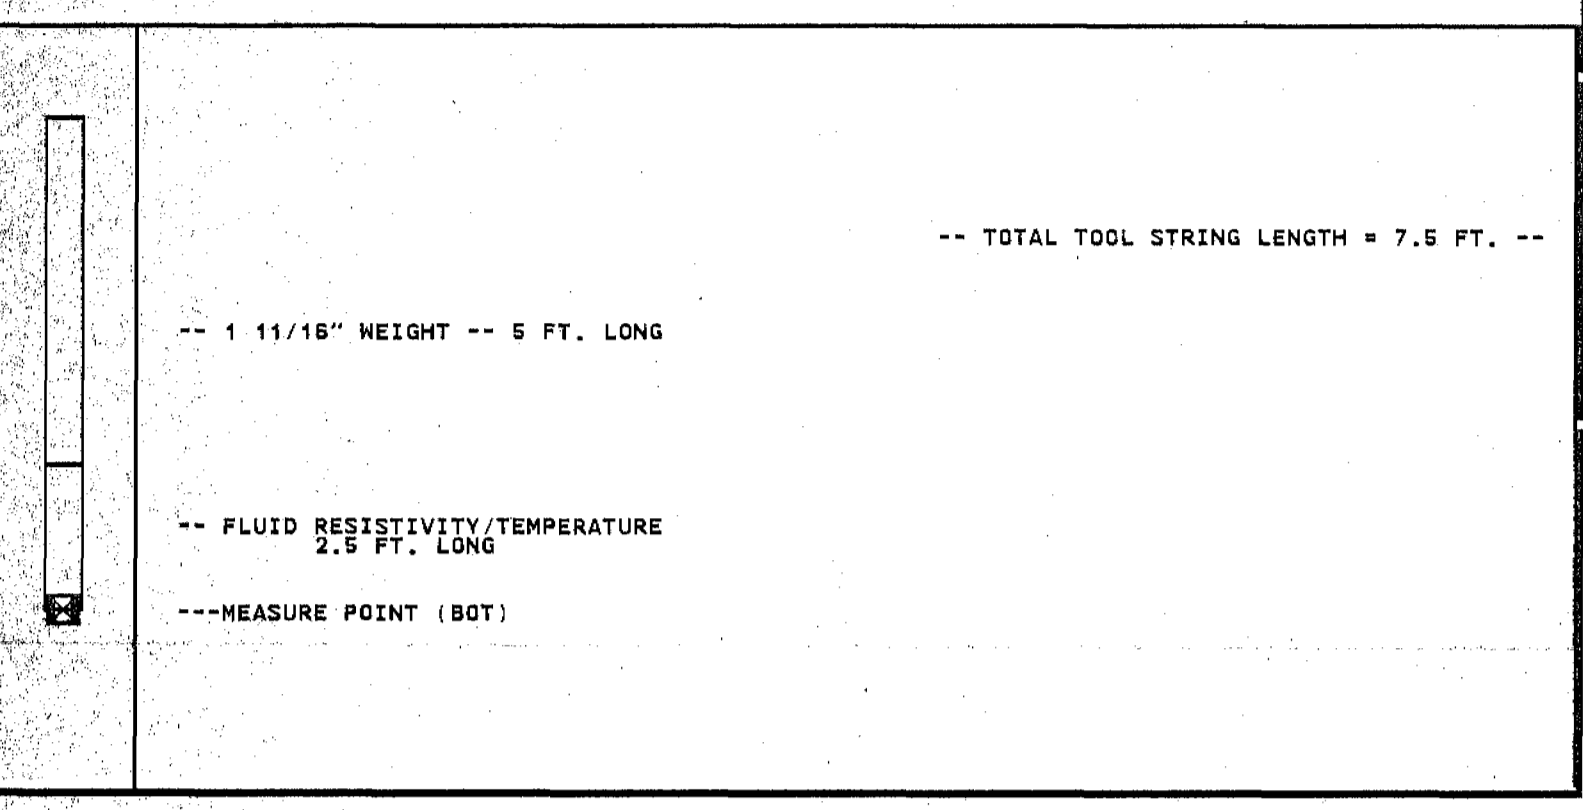 -- TOTAL TOOL STRING LENGTH = 7.5 FT. --
-- 1 11/16" WEIGHT -- 5 FT. LONG
-- FLUID RESISTIVITY/TEMPERATURE
2.5 FT. LONG
---MEASURE POINT (BOT)